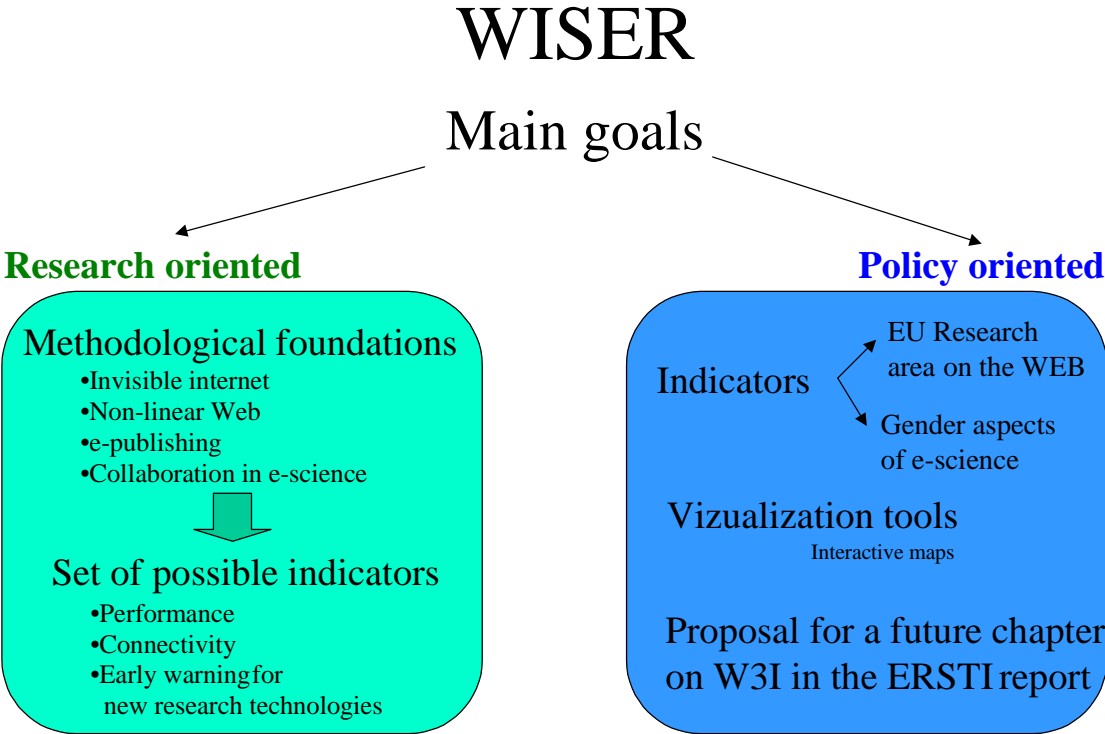 WISER
Main goals
Research oriented
Methodological foundations
•Invisible internet
•Non-linear Web
•e-publishing
•Collaboration in e-science
Set of possible indicators
•Performance
•Connectivity
•Early warning for
new research technologies
Policy oriented
Indicators
EU Research
area on the WEB
Gender aspects
of e-science
Vizualization tools
Interactive maps
Proposal for a future chapter
on W3I in the ERSTI report